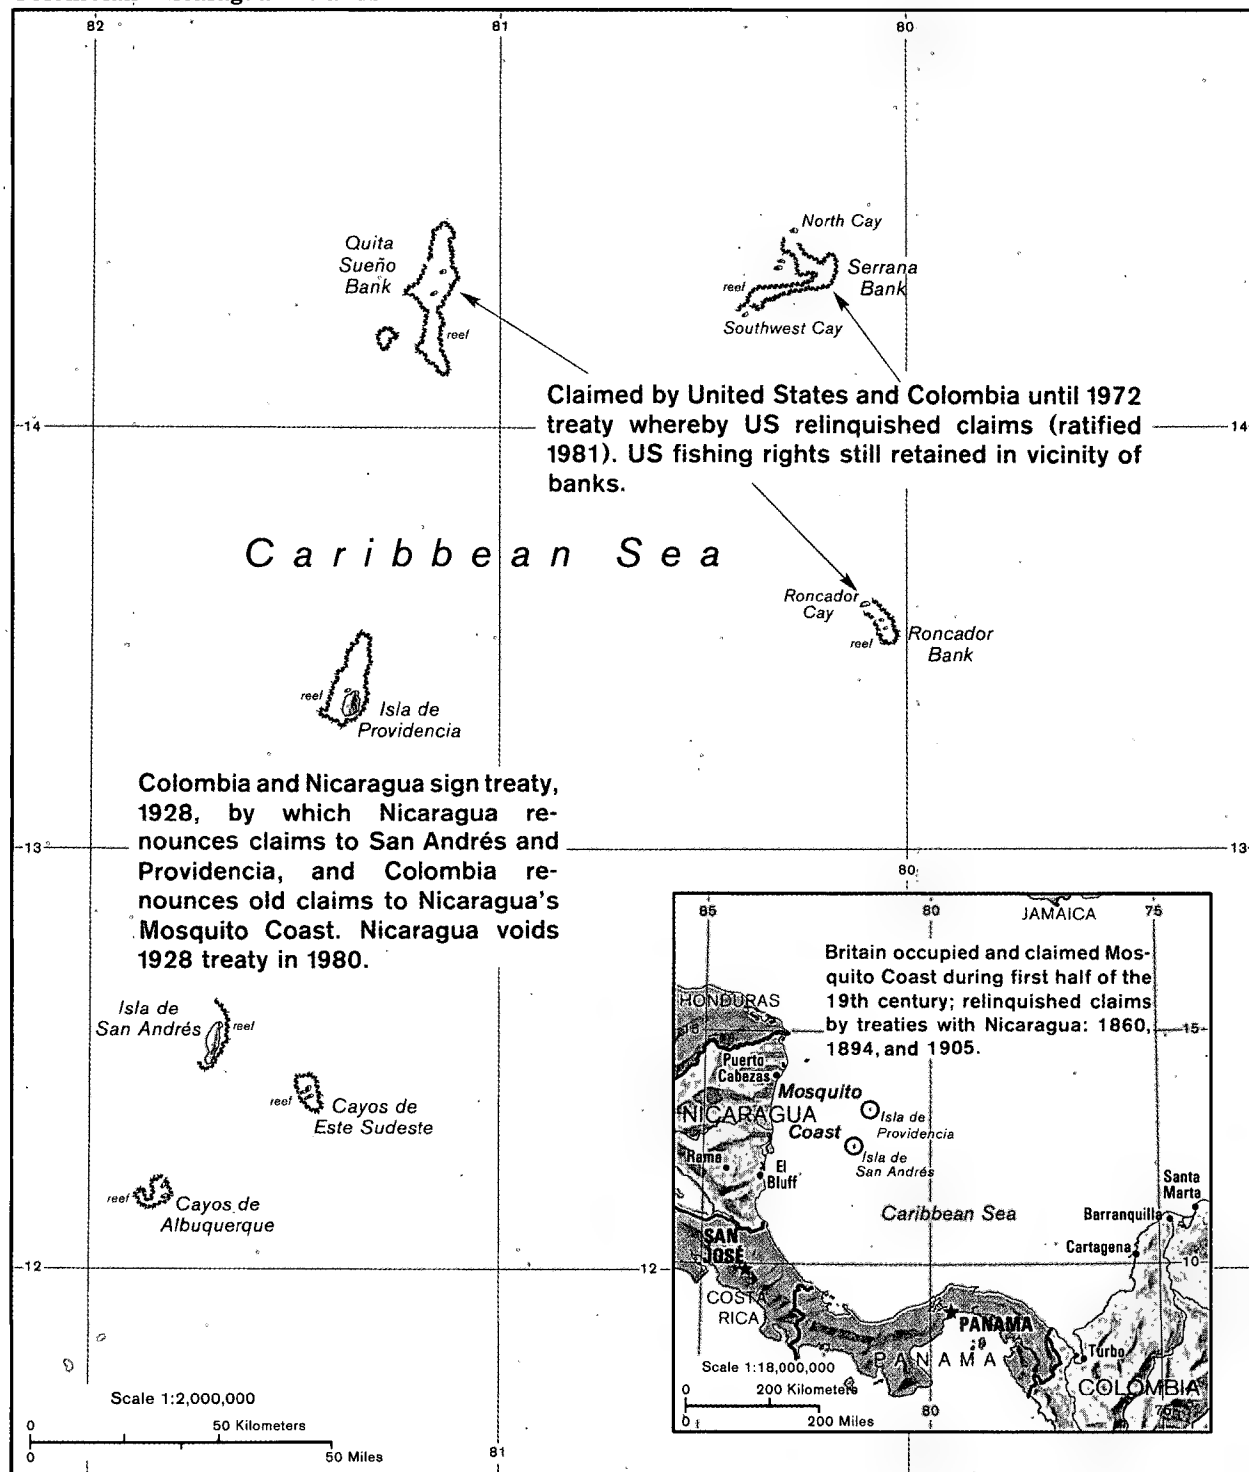 82
81
80
North Cay
Quita
Sueño
Bank
Serrana
Bank
reef
Southwest Cay
reef
Claimed by United States and Colombia until 1972
treaty whereby US relinquished claims (ratified
1981). US fishing rights still retained in vicinity of
banks.
14
14
Caribbean Sea
Roncador
Cay
reef
Roncador
Bank
reef
Isla de
Providencia
Colombia and Nicaragua sign treaty,
1928, by which Nicaragua re-
nounces claims to San Andrés and
Providencia, and Colombia re-
nounces old claims to Nicaragua's
Mosquito Coast. Nicaragua voids
1928 treaty in 1980.
13
13
80
Isla de
San Andrés
reef
reef
Cayos de
Este Sudeste
reef
Cayos de
Albuquerque
12
Scale 1:2,000,000
0 50 Kilometers
0 50 Miles
81
85
80
75
JAMAICA
Britain occupied and claimed Mos-
quito Coast during first half of the
19th century; relinquished claims
by treaties with Nicaragua: 1860,
1894, and 1905.
HONDURAS
15
15
Puerto
Cabezas
Mosquito
NICARAGUA
Coast
Isla de
Providencia
Isla de
San Andrés
Rama
El
Bluff
Santa
Marta
Caribbean Sea
Barranquilla
Cartagena
SAN
JOSÉ
10
COSTA
RICA
PANAMA
PANAMA
Turbo
COLOMBIA
Scale 1:18,000,000
0 200 Kilometers
0 200 Miles
80
75